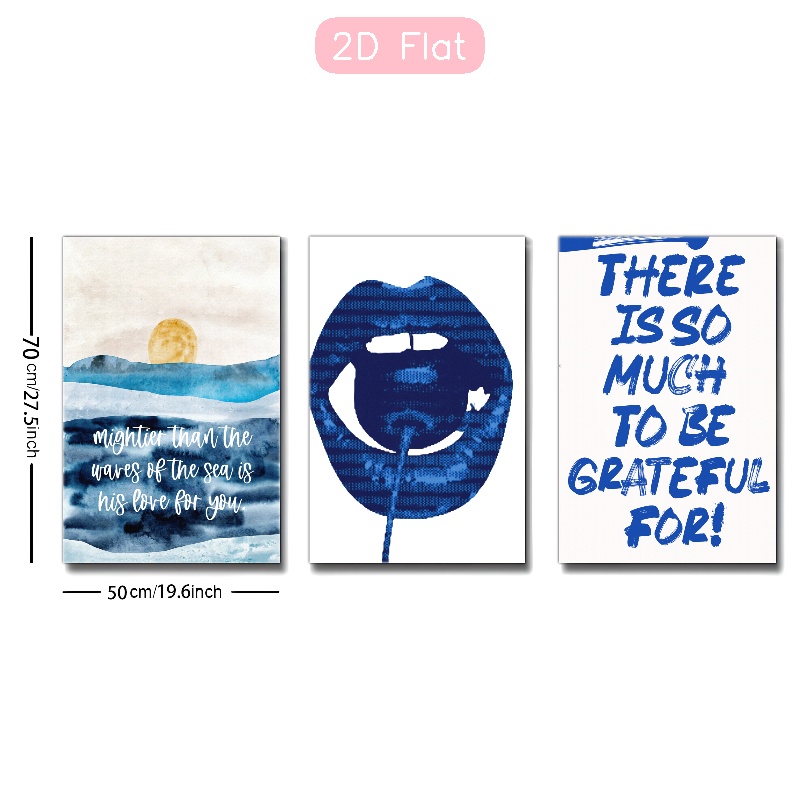 2D Flat
70cm/27.5inch
mightier than the
waves of the sea is
his love for you.
THERE
IS SO
MUCH
TO BE
GRATEFUL
FOR!
50cm/19.6inch